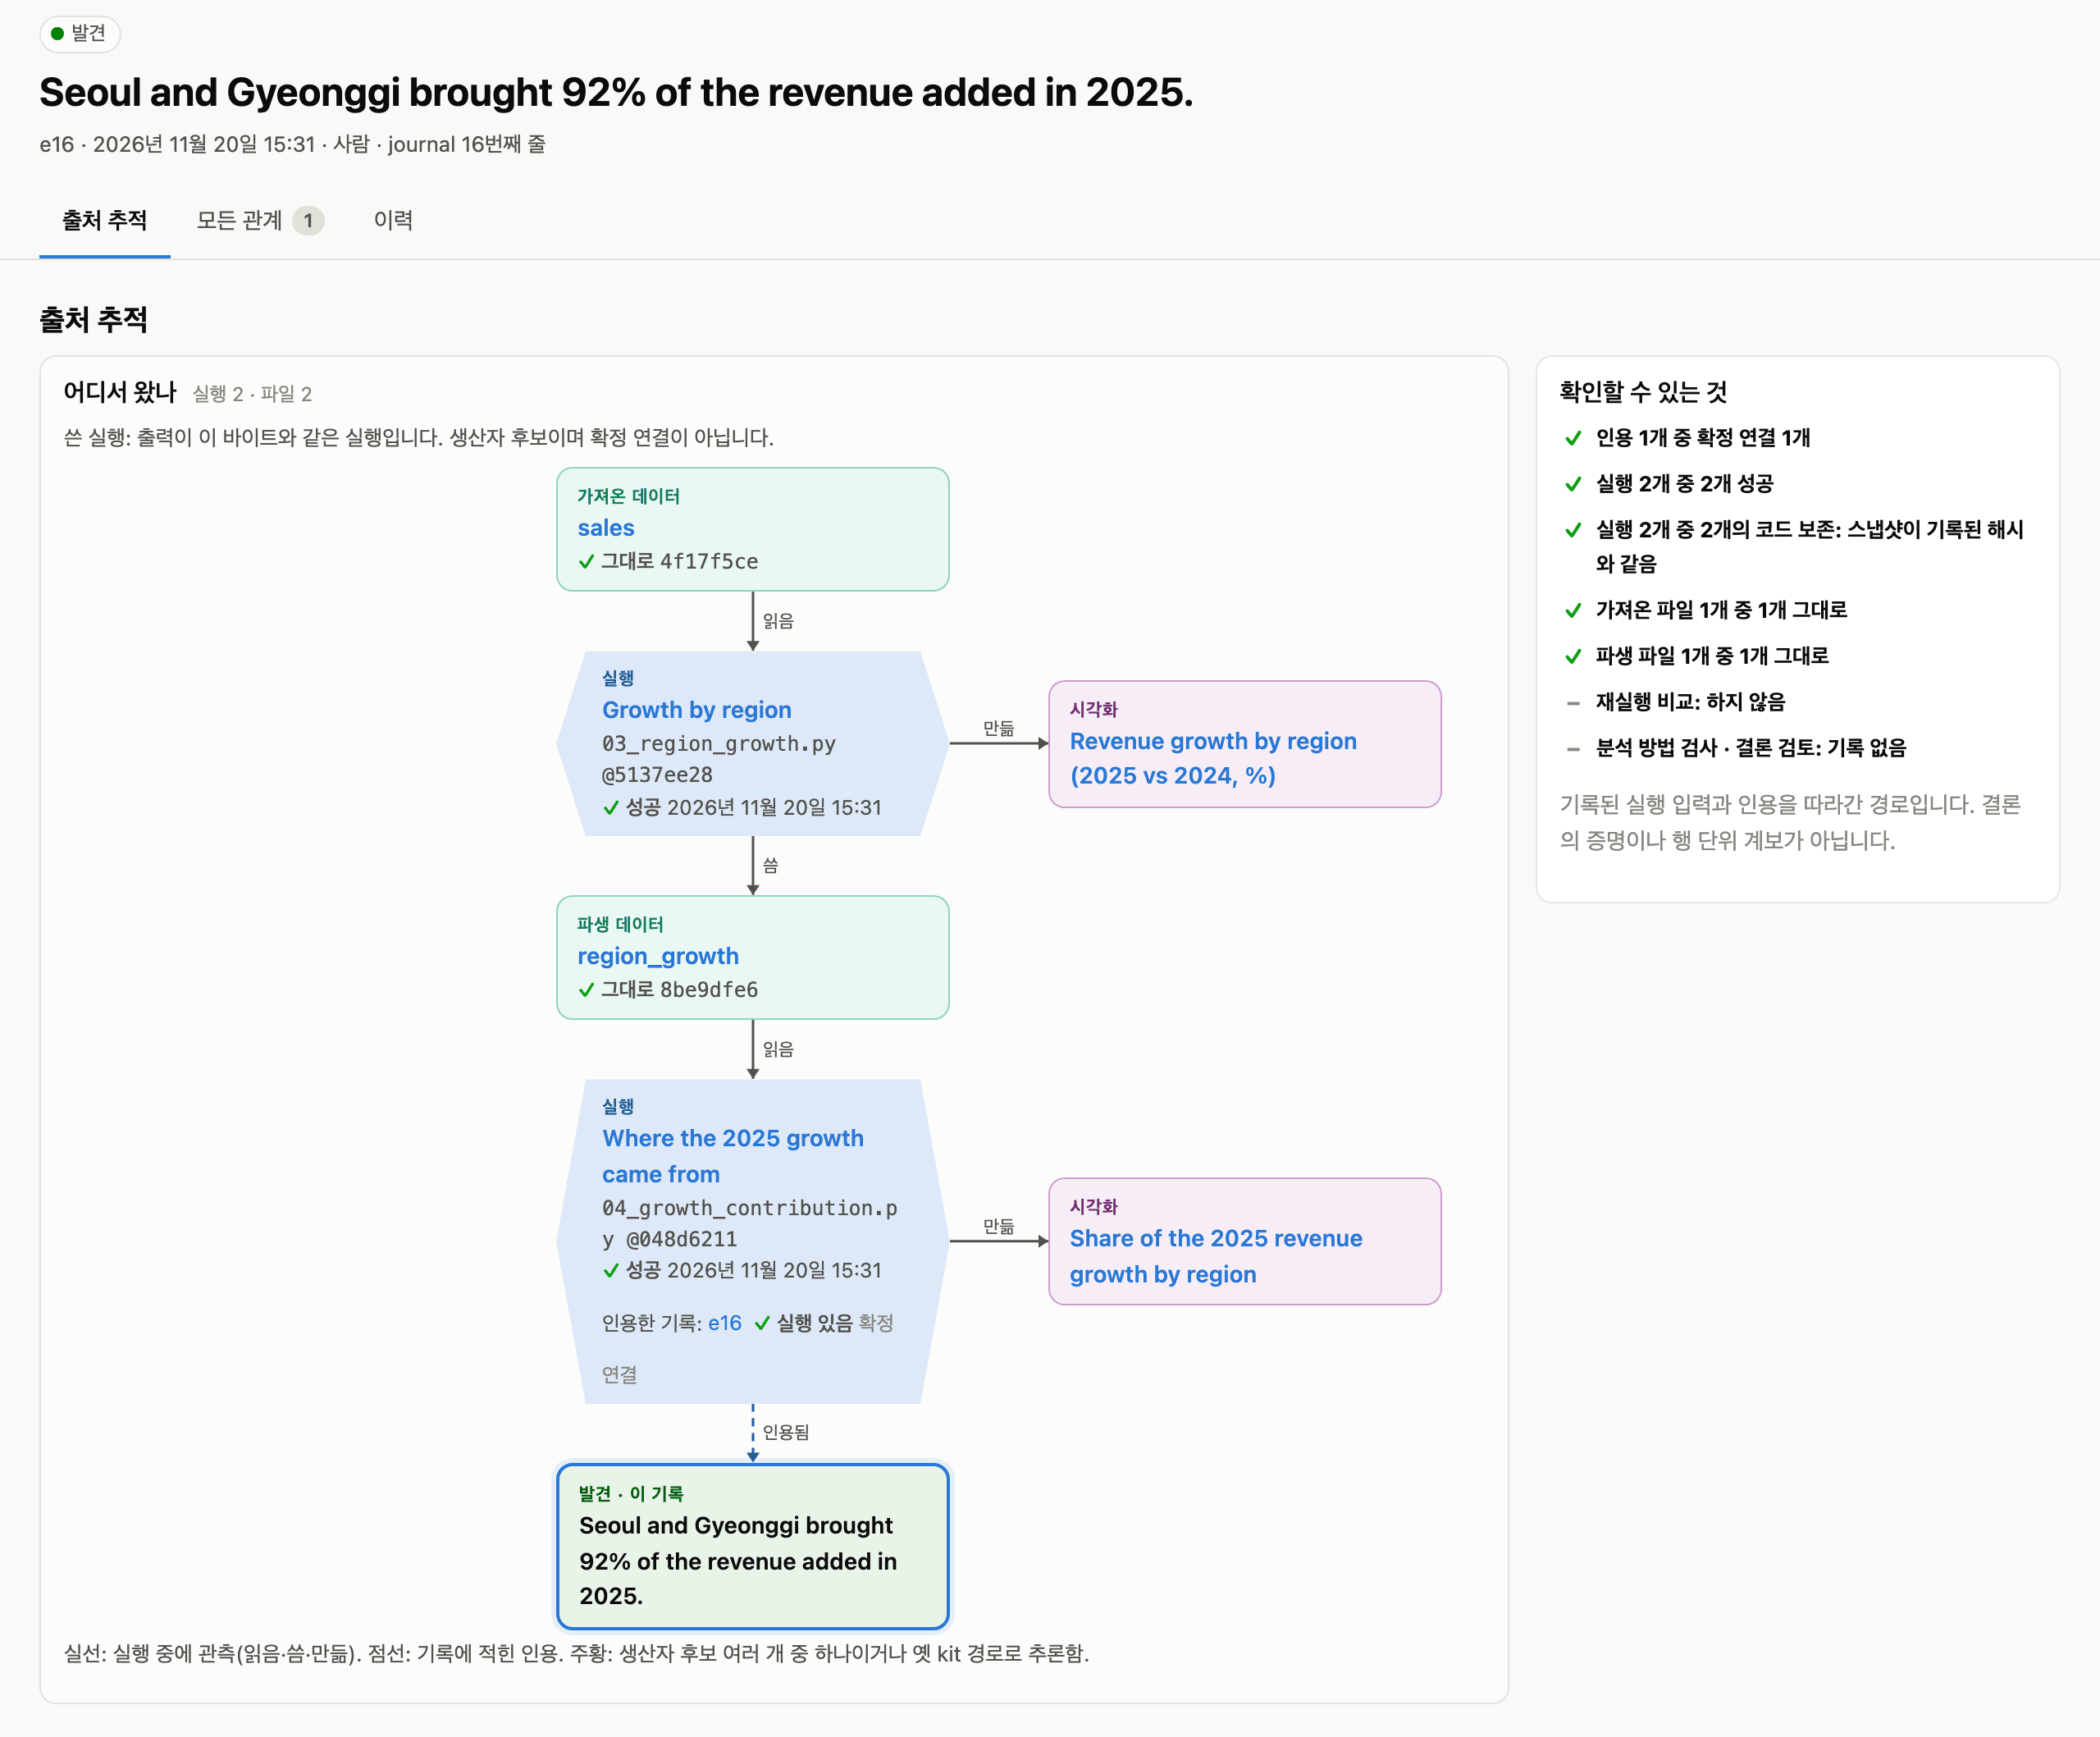 발견
Seoul and Gyeonggi brought 92% of the revenue added in 2025.
e16 · 2026년 11월 20일 15:31 · 사람 · journal 16번째 줄
출처 추적
모든 관계 1
이력
출처 추적
어디서 왔나 실행 2 · 파일 2
쓴 실행: 출력이 이 바이트와 같은 실행입니다. 생산자 후보이며 확정 연결이 아닙니다.
가져온 데이터
sales
✓ 그대로 4f17f5ce
읽음
실행
Growth by region
03_region_growth.py
@5137ee28
✓ 성공 2026년 11월 20일 15:31
만듦
시각화
Revenue growth by region
(2025 vs 2024, %)
씀
파생 데이터
region_growth
✓ 그대로 8be9dfe6
읽음
실행
Where the 2025 growth
came from
04_growth_contribution.p
y @048d6211
✓ 성공 2026년 11월 20일 15:31
인용한 기록: e16 ✓ 실행 있음 확정
연결
만듦
시각화
Share of the 2025 revenue
growth by region
인용됨
발견 · 이 기록
Seoul and Gyeonggi brought
92% of the revenue added in
2025.
실선: 실행 중에 관측(읽음·씀·만듦). 점선: 기록에 적힌 인용. 주황: 생산자 후보 여러 개 중 하나이거나 옛 kit 경로로 추론함.
확인할 수 있는 것
✓ 인용 1개 중 확정 연결 1개
✓ 실행 2개 중 2개 성공
✓ 실행 2개 중 2개의 코드 보존: 스냅샷이 기록된 해시
와 같음
✓ 가져온 파일 1개 중 1개 그대로
✓ 파생 파일 1개 중 1개 그대로
– 재실행 비교: 하지 않음
– 분석 방법 검사 · 결론 검토: 기록 없음
기록된 실행 입력과 인용을 따라간 경로입니다. 결론
의 증명이나 행 단위 계보가 아닙니다.